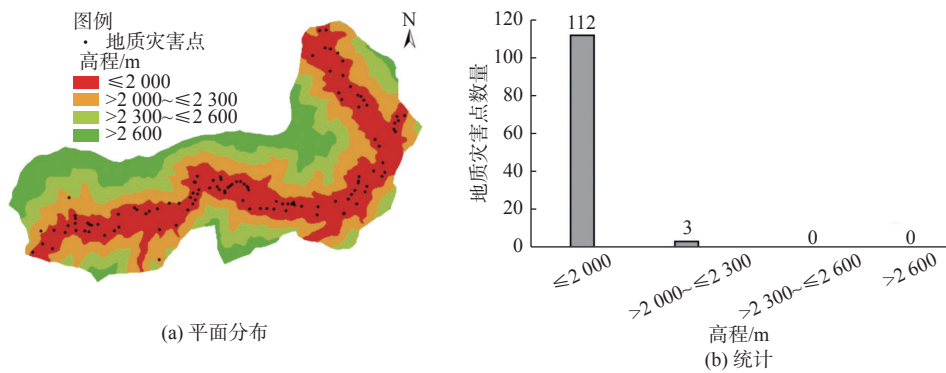 图例
· 地质灾害点
高程/m
≤2 000
>2 000~≤2 300
>2 300~≤2 600
>2 600
N
(a) 平面分布
地质灾害点数量
120
100
80
60
40
20
0
112
3
0
0
≤2 000
>2 000~≤2 300
>2 300~≤2 600
>2 600
高程/m
(b) 统计